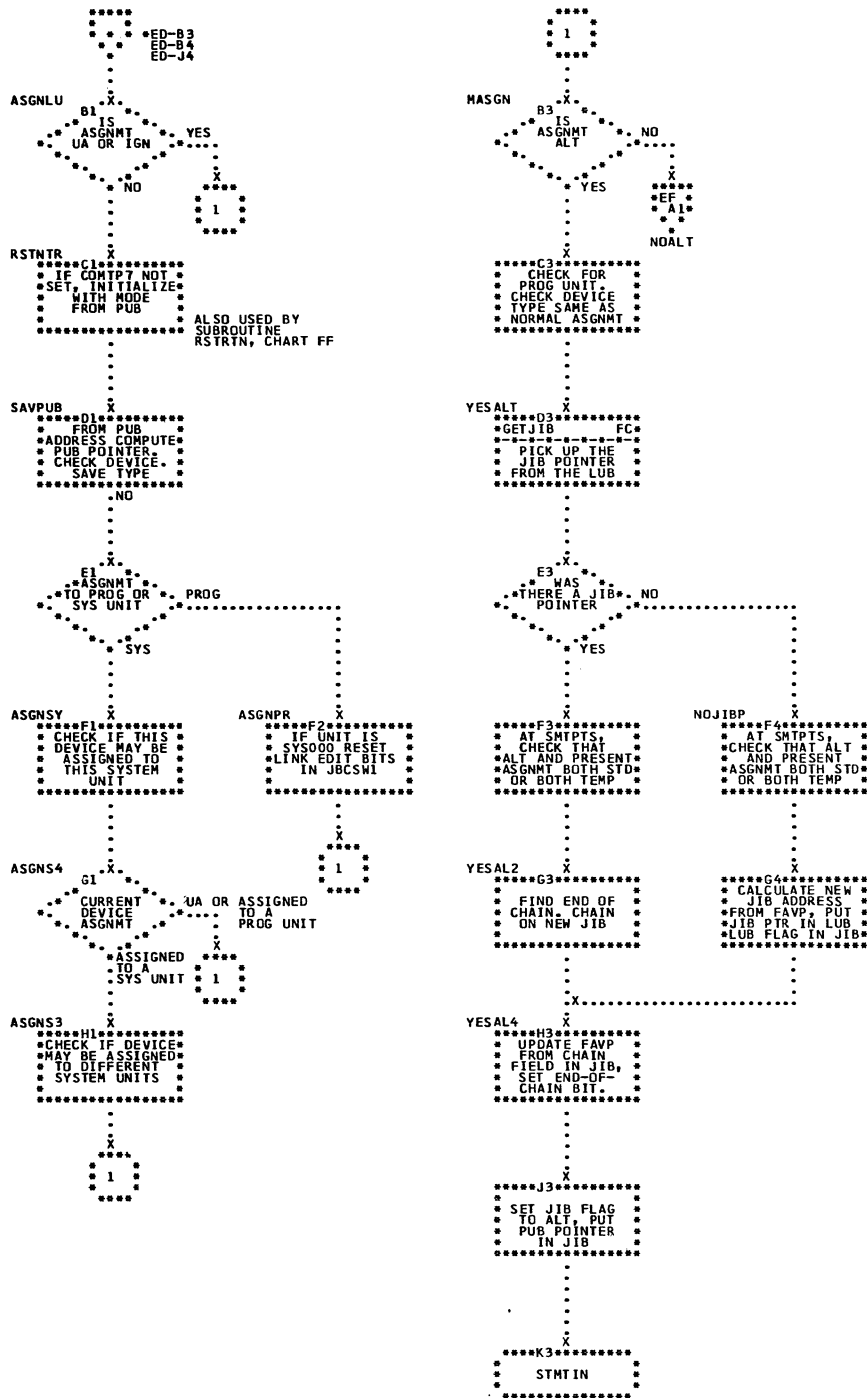 ED-B3
ED-B4
ED-J4
ASGNLU
B1
IS
ASGNMT
UA OR IGN
YES
NO
1
RSTNTR
C1
IF COMTP7 NOT
SET, INITIALIZE
WITH MODE
FROM PUB
ALSO USED BY
SUBROUTINE
RSTRTN, CHART FF
SAVPUB
D1
FROM PUB
ADDRESS COMPUTE
PUB POINTER.
CHECK DEVICE.
SAVE TYPE
NO
E1
ASGNMT
TO PROG OR
SYS UNIT
PROG
SYS
ASGNSY
F1
CHECK IF THIS
DEVICE MAY BE
ASSIGNED TO
THIS SYSTEM
UNIT
ASGNPR
F2
IF UNIT IS
SYS000 RESET
LINK EDIT BITS
IN JBCSW1
1
ASGNS4
G1
CURRENT
DEVICE
ASGNMT
UA OR ASSIGNED
TO A
PROG UNIT
ASSIGNED
TO A
SYS UNIT
1
ASGNS3
H1
CHECK IF DEVICE
MAY BE ASSIGNED
TO DIFFERENT
SYSTEM UNITS
1
1
MASGN
B3
IS
ASGNMT
ALT
NO
YES
EF
A1
NOALT
C3
CHECK FOR
PROG UNIT.
CHECK DEVICE
TYPE SAME AS
NORMAL ASGNMT
YESALT
D3
GETJIB FC
PICK UP THE
JIB POINTER
FROM THE LUB
E3
WAS
THERE A JIB
POINTER
NO
YES
F3
AT SMTPTS,
CHECK THAT
ALT AND PRESENT
ASGNMT BOTH STD
OR BOTH TEMP
NOJIBP
F4
AT SMTPTS,
CHECK THAT ALT
AND PRESENT
ASGNMT BOTH STD
OR BOTH TEMP
YESAL2
G3
FIND END OF
CHAIN. CHAIN
ON NEW JIB
G4
CALCULATE NEW
JIB ADDRESS
FROM FAVP, PUT
JIB PTR IN LUB
LUB FLAG IN JIB
YESAL4
H3
UPDATE FAVP
FROM CHAIN
FIELD IN JIB,
SET END-OF-
CHAIN BIT.
J3
SET JIB FLAG
TO ALT, PUT
PUB POINTER
IN JIB
K3
STMTIN